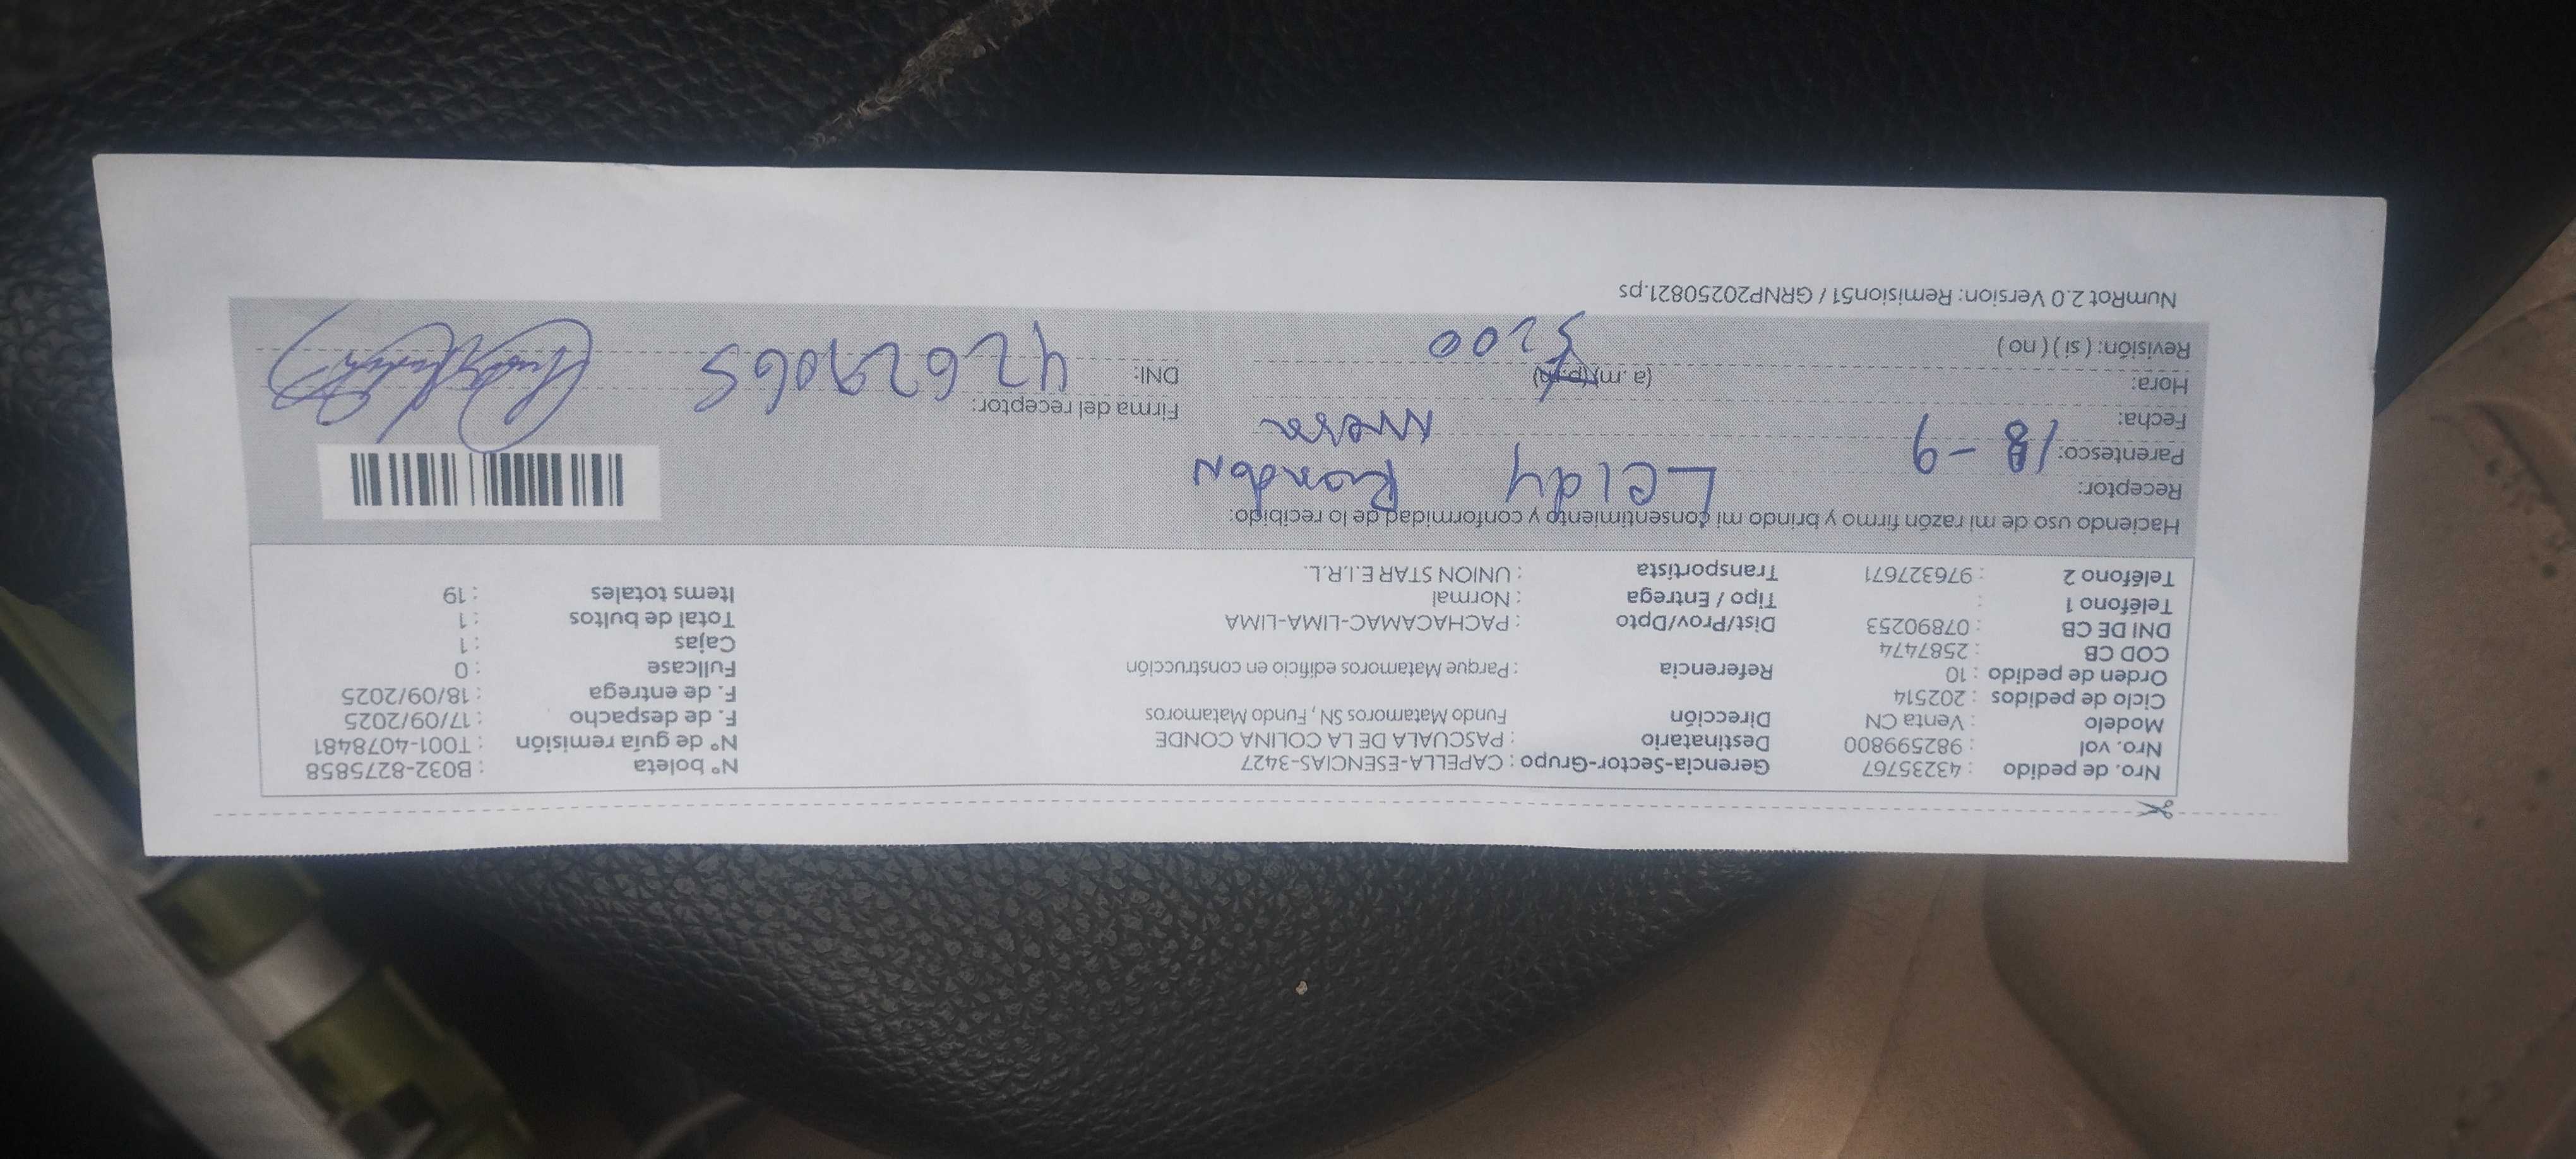 Nro. de pedido : 43235767 Gerencia-Sector-Grupo : CAPELLA-ESENCIAS-3427 N° boleta : B032-8275858
Nro. vol : 982599800 Destinatario : PASCUALA DE LA COLINA CONDE N° de guía remisión : T001-4078481
Modelo : Venta CN Dirección Fundo Matamoros SN, Fundo Matamoros F. de despacho : 17/09/2025
Ciclo de pedidos : 202514 F. de entrega : 18/09/2025
Orden de pedido : 10 Referencia : Parque Matamoros edificio en construcción Fullcase : 0
COD CB : 2587474 Cajas : 1
DNI DE CB : 07890253 Dist/Prov/Dpto : PACHACAMAC-LIMA-LIMA Total de bultos : 1
Teléfono 1 : Tipo / Entrega : Normal Items totales : 19
Teléfono 2 : 976327671 Transportista : UNION STAR E.I.R.L.
Haciendo uso de mi razón firmo y brindo mi consentimiento y conformidad de lo recibido:
Receptor: Leidy Rondon
Parentesco:
Fecha: 18-9
Firma del receptor:
Hora: (a.m)(p.m) DNI: 42629065
Revisión: ( si ) ( no )
NumRot 2.0 Version: Remision51 / GRNP20250821.ps